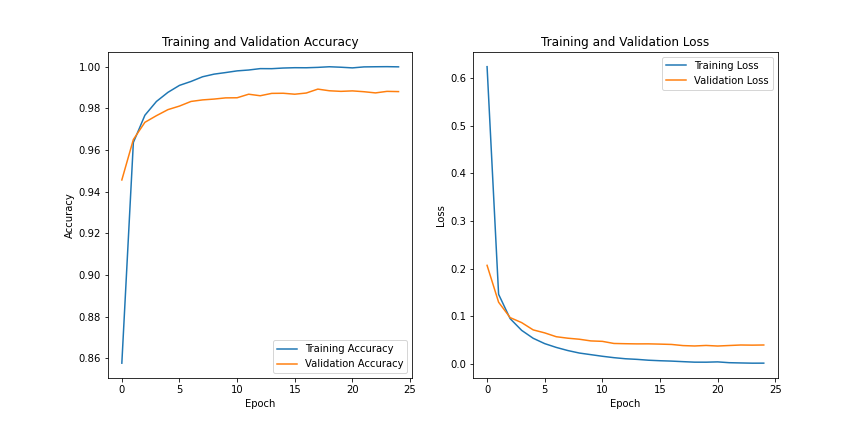 Training and Validation Accuracy
1.00
0.98
0.96
0.94
0.92
0.90
0.88
0.86
Accuracy
0
5
10
15
20
25
Epoch
Training Accuracy
Validation Accuracy
Training and Validation Loss
0.6
0.5
0.4
0.3
0.2
0.1
0.0
Loss
0
5
10
15
20
25
Epoch
Training Loss
Validation Loss